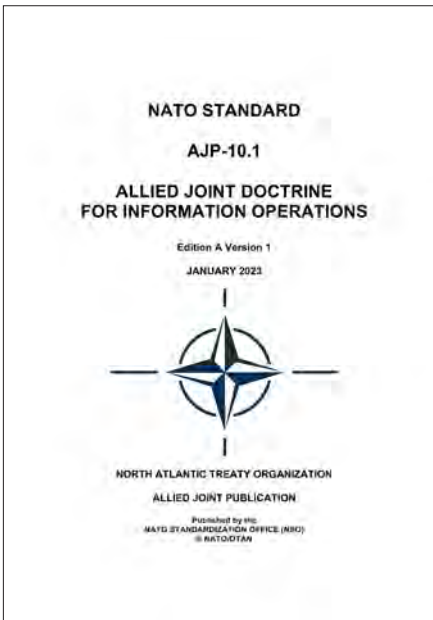 NATO STANDARD
AJP-10.1
ALLIED JOINT DOCTRINE
FOR INFORMATION OPERATIONS
Edition A Version 1
JANUARY 2023
NORTH ATLANTIC TREATY ORGANIZATION
ALLIED JOINT PUBLICATION
Published by the
NATO STANDARDIZATION OFFICE (NSO)
© NATO/OTAN